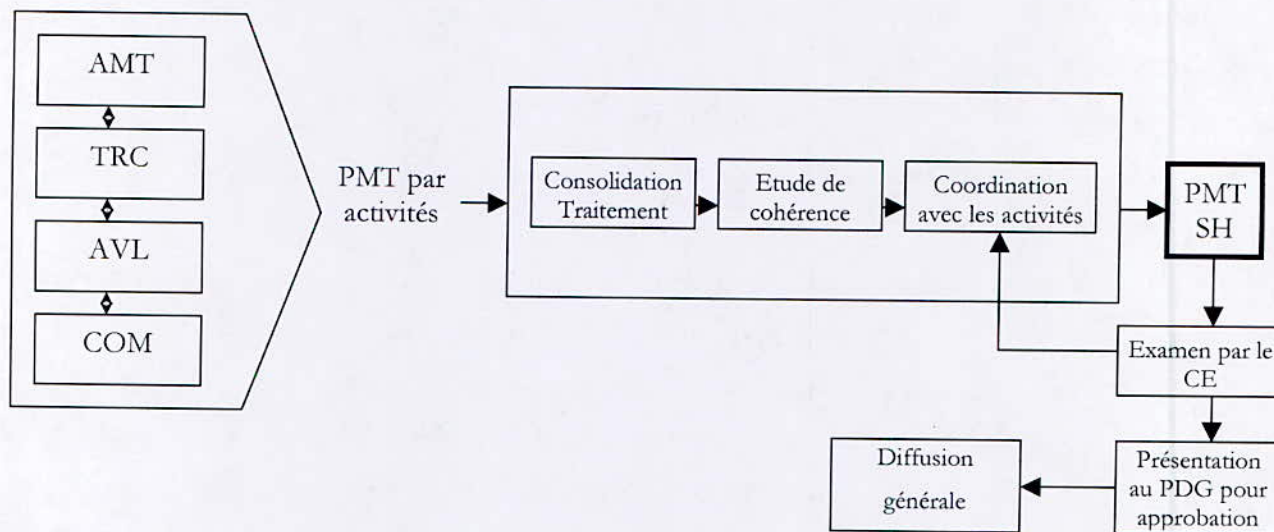 AMT
TRC
AVL
COM
PMT par
activités
Consolidation
Traitement
Etude de
cohérence
Coordination
avec les activités
PMT
SH
Examen par le
CE
Présentation
au PDG pour
approbation
Diffusion
générale